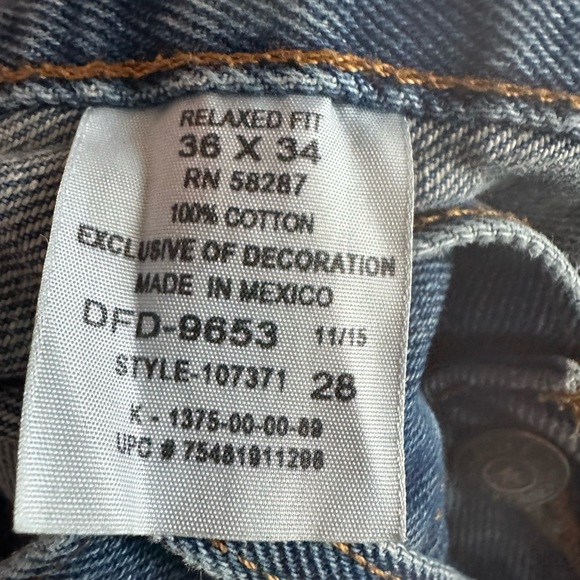 RELAXED FIT
36 X 34
RN 58287
100% COTTON
EXCLUSIVE OF DECORATION
MADE IN MEXICO
DFD-9653 11/15
STYLE-107371 28
K - 1375-00-00-89
UPC # 75481911298